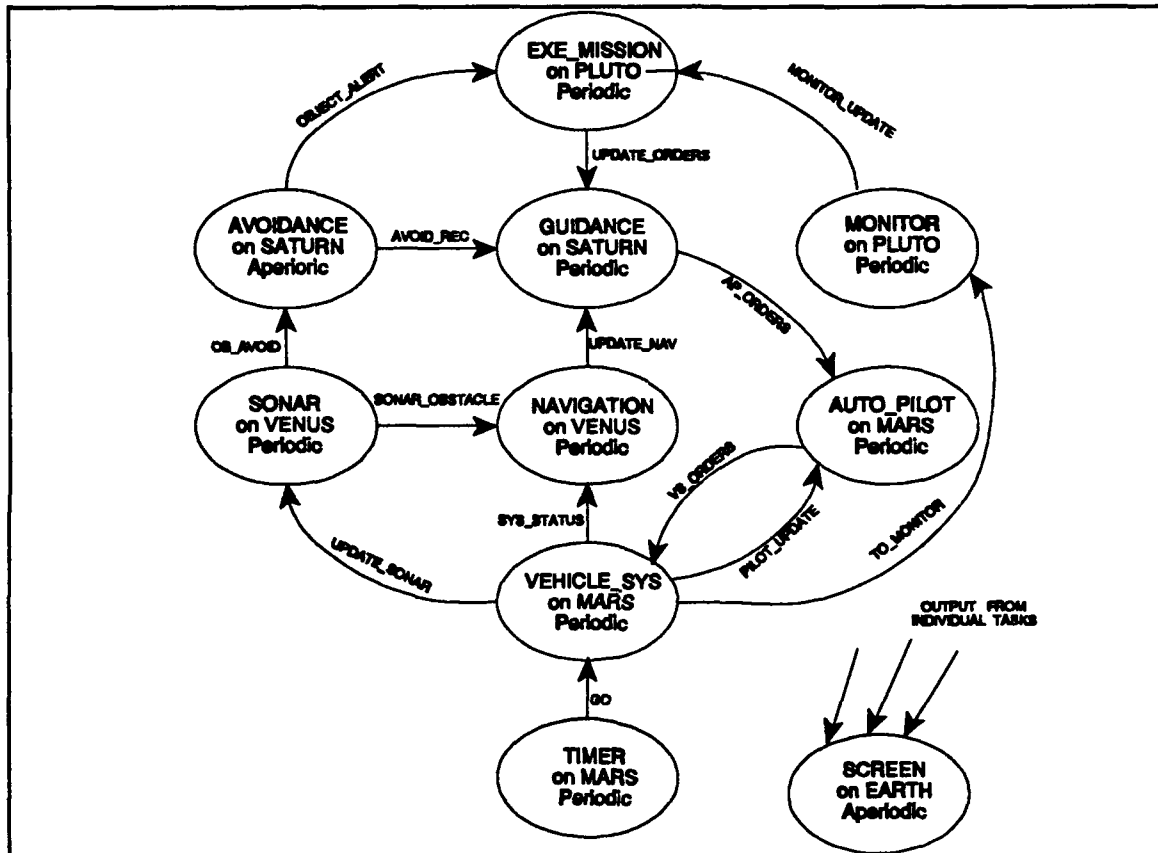 EXE_MISSION
on PLUTO
Periodic
OBJECT_ALERT
MONITOR_UPDATE
UPDATE_ORDERS
AVOIDANCE
on SATURN
Aperioric
AVOID_REC
GUIDANCE
on SATURN
Periodic
MONITOR
on PLUTO
Periodic
AP_ORDERS
OB_AVOID
UPDATE_NAV
SONAR
on VENUS
Periodic
SONAR_OBSTACLE
NAVIGATION
on VENUS
Periodic
AUTO_PILOT
on MARS
Periodic
VS_ORDERS
SYS_STATUS
PILOT_UPDATE
TO_MONITOR
UPDATE_SONAR
VEHICLE_SYS
on MARS
Periodic
OUTPUT FROM
INDIVIDUAL TASKS
GO
TIMER
on MARS
Periodic
SCREEN
on EARTH
Aperiodic